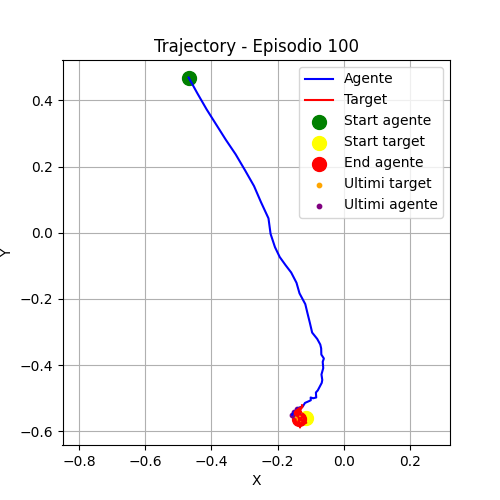 Trajectory - Episodio 100
Agente
Target
Start agente
Start target
End agente
Ultimi target
Ultimi agente
Y
0.4
0.2
0.0
−0.2
−0.4
−0.6
−0.8 −0.6 −0.4 −0.2 0.0 0.2
X